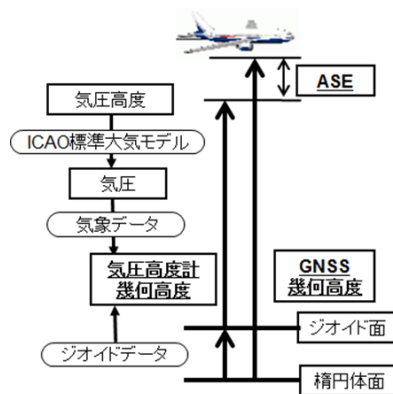 ASE
気圧高度
ICAO標準大気モデル
気圧
気象データ
気圧高度計
幾何高度
GNSS
幾何高度
ジオイド面
ジオイドデータ
楕円体面